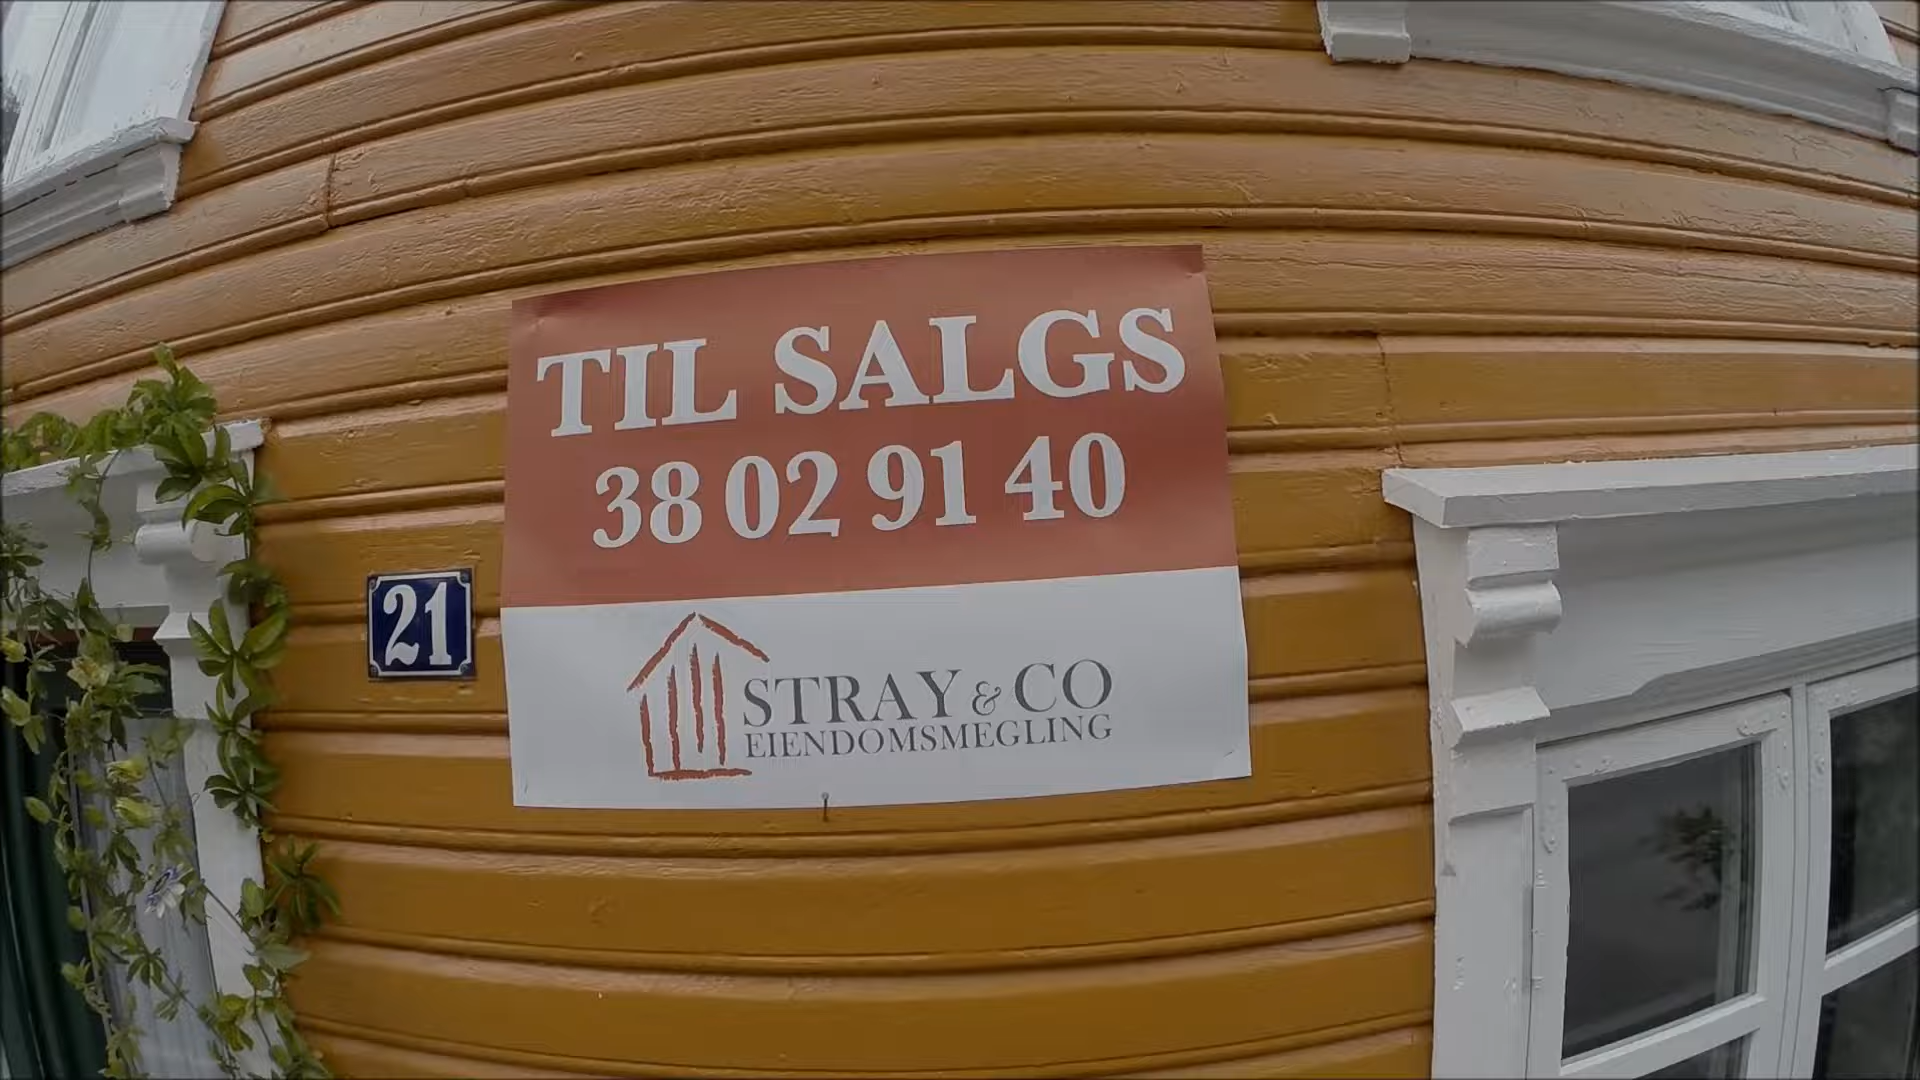 TIL SALGS
38 02 91 40
21
STRAY & CO
EIENDOMSMEGLING